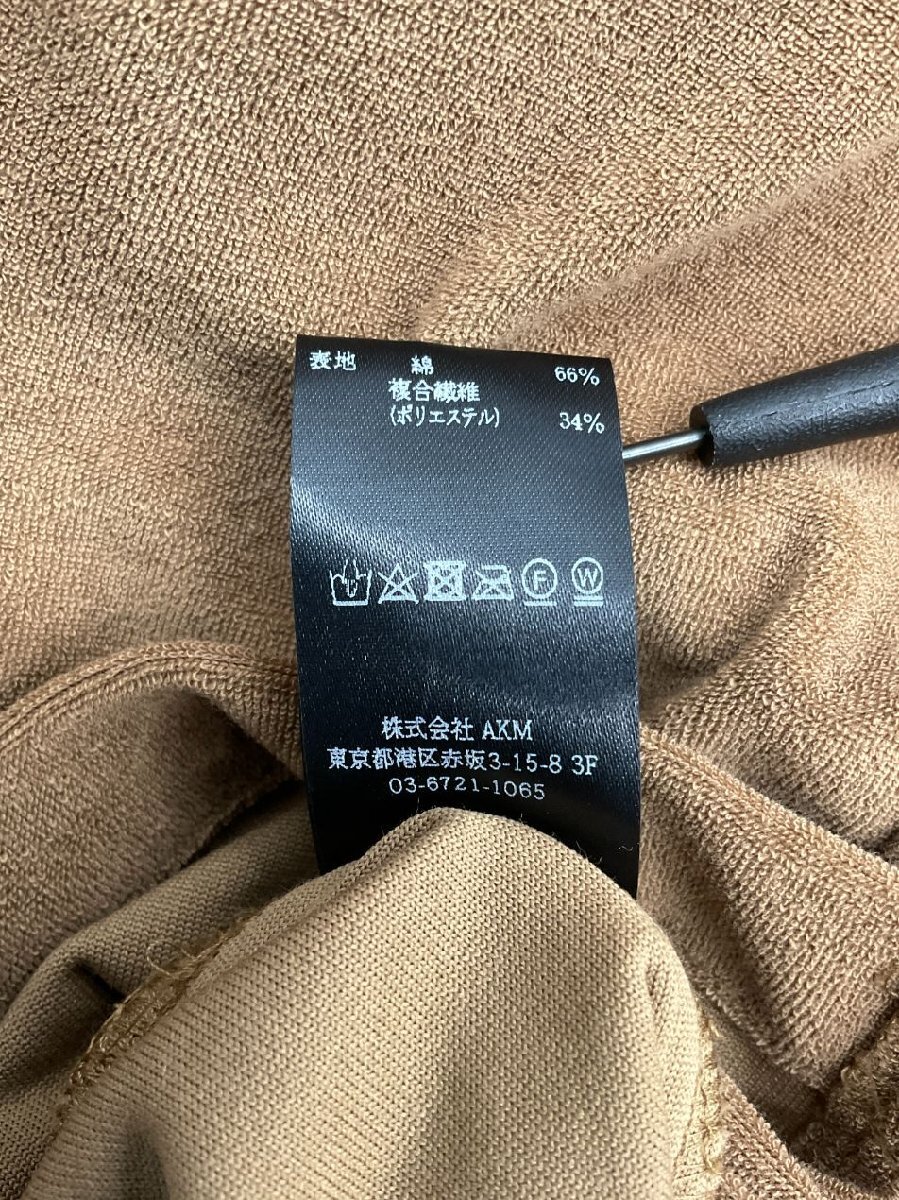 表地 綿 66%
複合繊維
(ポリエステル) 34%
F W
株式会社 AKM
東京都港区赤坂3-15-8 3F
03-6721-1065